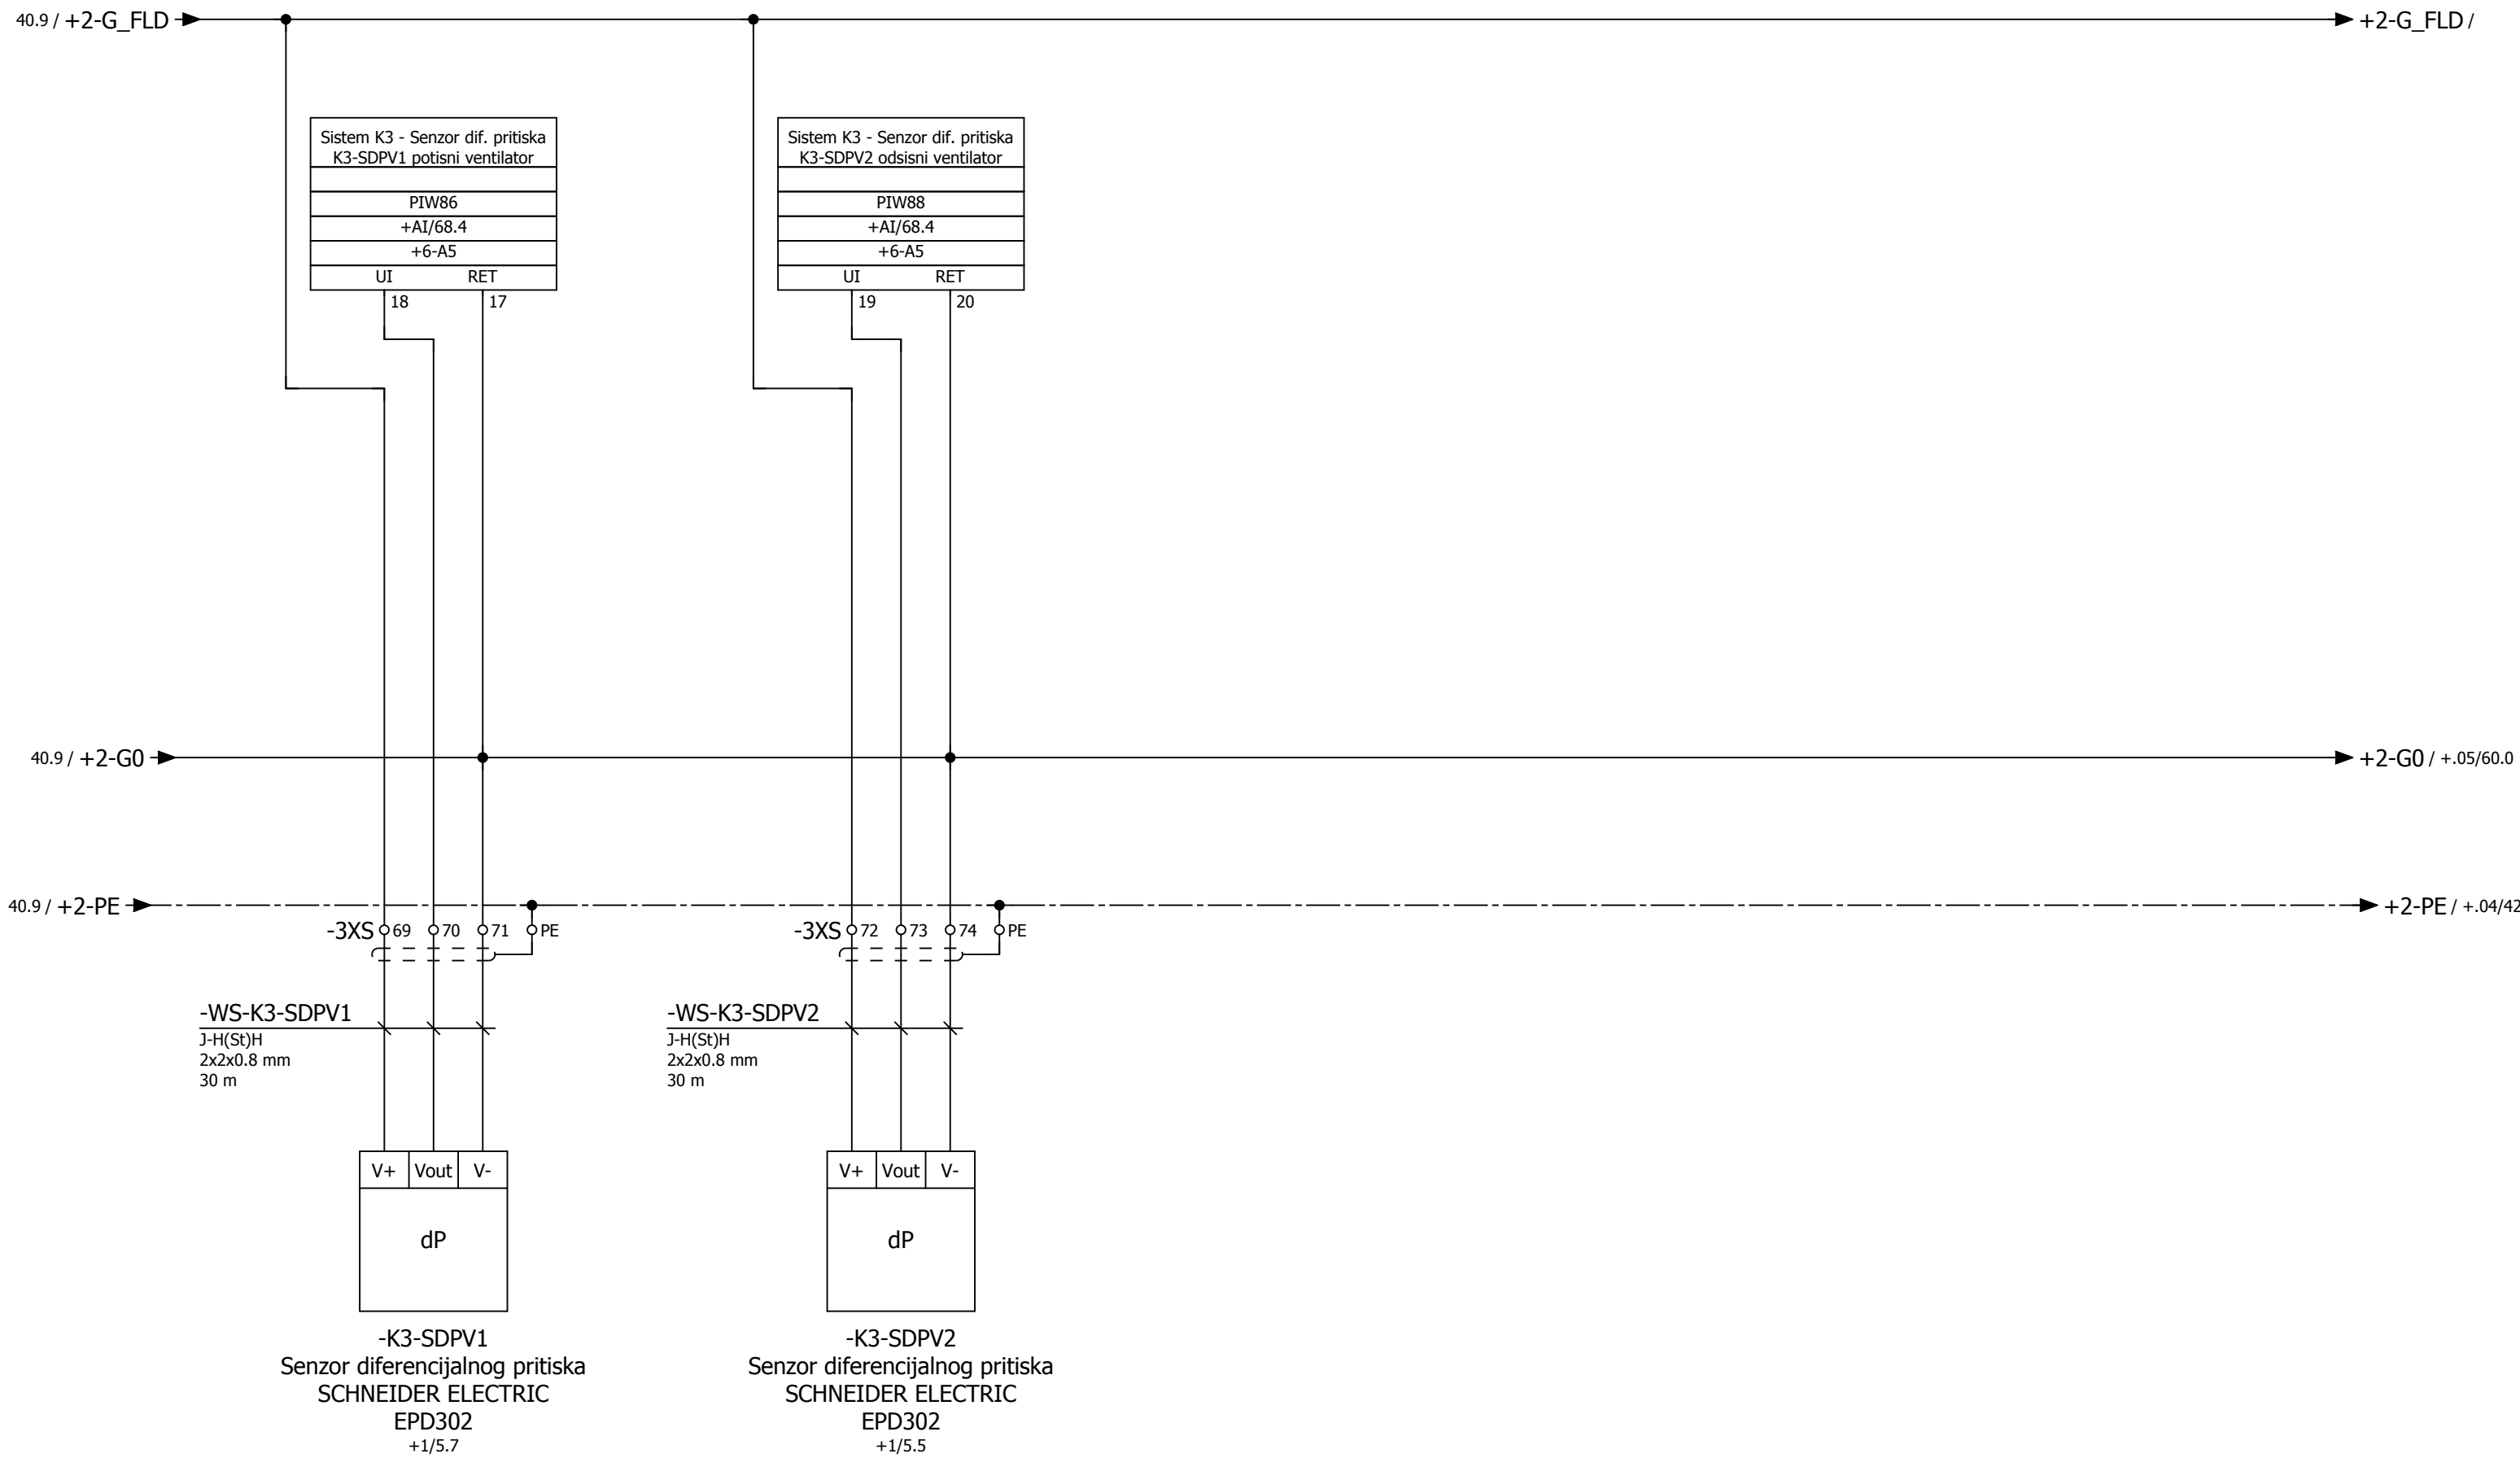 40.9 / +2-G_FLD
+2-G_FLD /
Sistem K3 - Senzor dif. pritiska
K3-SDPV1 potisni ventilator
PIW86
+AI/68.4
+6-A5
UI RET
18 17
Sistem K3 - Senzor dif. pritiska
K3-SDPV2 odsisni ventilator
PIW88
+AI/68.4
+6-A5
UI RET
19 20
40.9 / +2-G0
+2-G0 / +.05/60.0
40.9 / +2-PE
+2-PE / +.04/42
-3XS 69 70 71 PE
-3XS 72 73 74 PE
-WS-K3-SDPV1
J-H(St)H
2x2x0.8 mm
30 m
-WS-K3-SDPV2
J-H(St)H
2x2x0.8 mm
30 m
V+ Vout V-
dP
-K3-SDPV1
Senzor diferencijalnog pritiska
SCHNEIDER ELECTRIC
EPD302
+1/5.7
V+ Vout V-
dP
-K3-SDPV2
Senzor diferencijalnog pritiska
SCHNEIDER ELECTRIC
EPD302
+1/5.5